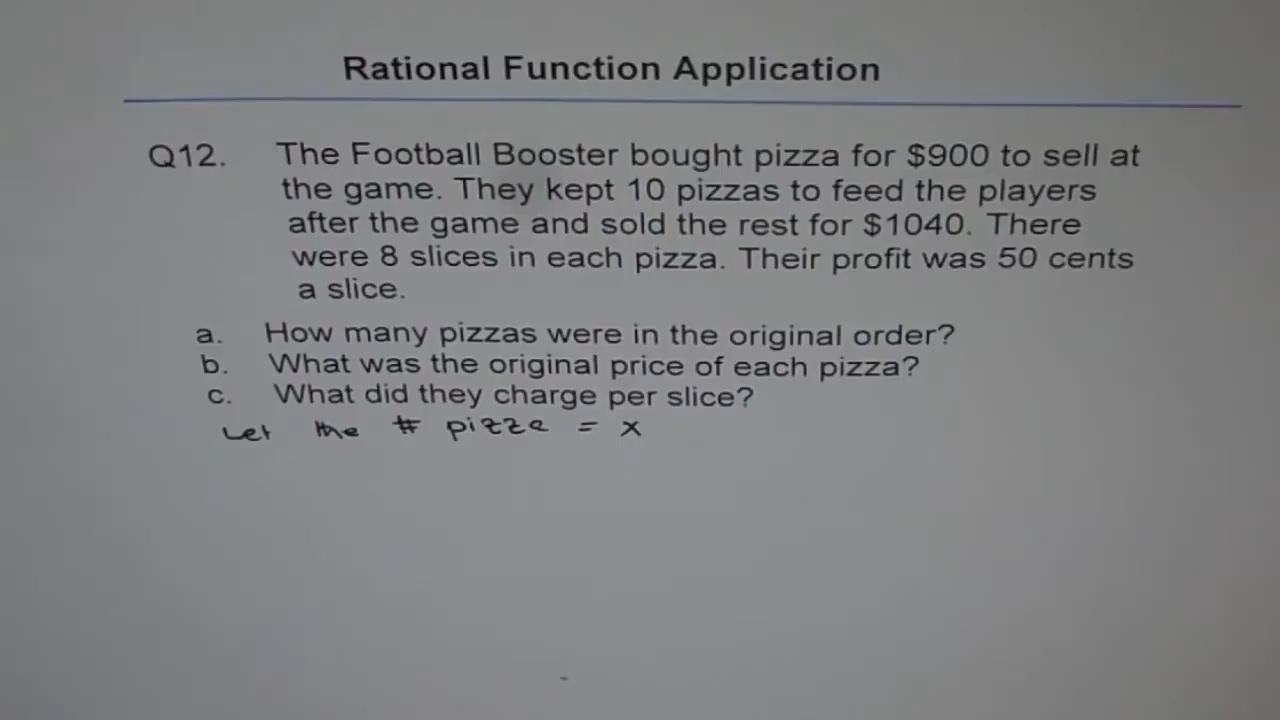 Rational Function Application
Q12. The Football Booster bought pizza for $900 to sell at
the game. They kept 10 pizzas to feed the players
after the game and sold the rest for $1040. There
were 8 slices in each pizza. Their profit was 50 cents
a slice.
a. How many pizzas were in the original order?
b. What was the original price of each pizza?
c. What did they charge per slice?
Let the # pizza = x